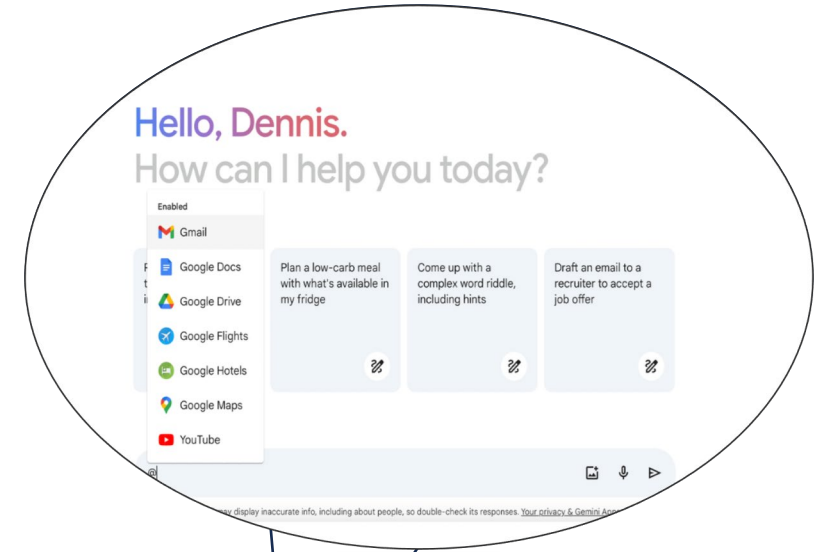 Hello, Dennis.
How can I help you today?
Enabled
Gmail
Google Docs
Google Drive
Google Flights
Google Hotels
Google Maps
YouTube
Plan a low-carb meal
with what's available in
my fridge
Come up with a
complex word riddle,
including hints
Draft an email to a
recruiter to accept a
job offer
@
may display inaccurate info, including about people, so double-check its responses. Your privacy & Gemini